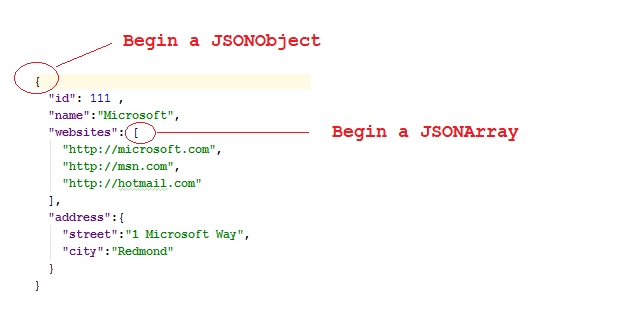 Begin a JSONObject
{
"id": 111 ,
"name":"Microsoft",
"websites": [
Begin a JSONArray
"http://microsoft.com",
"http://msn.com",
"http://hotmail.com"
],
"address":{
"street":"1 Microsoft Way",
"city":"Redmond"
}
}